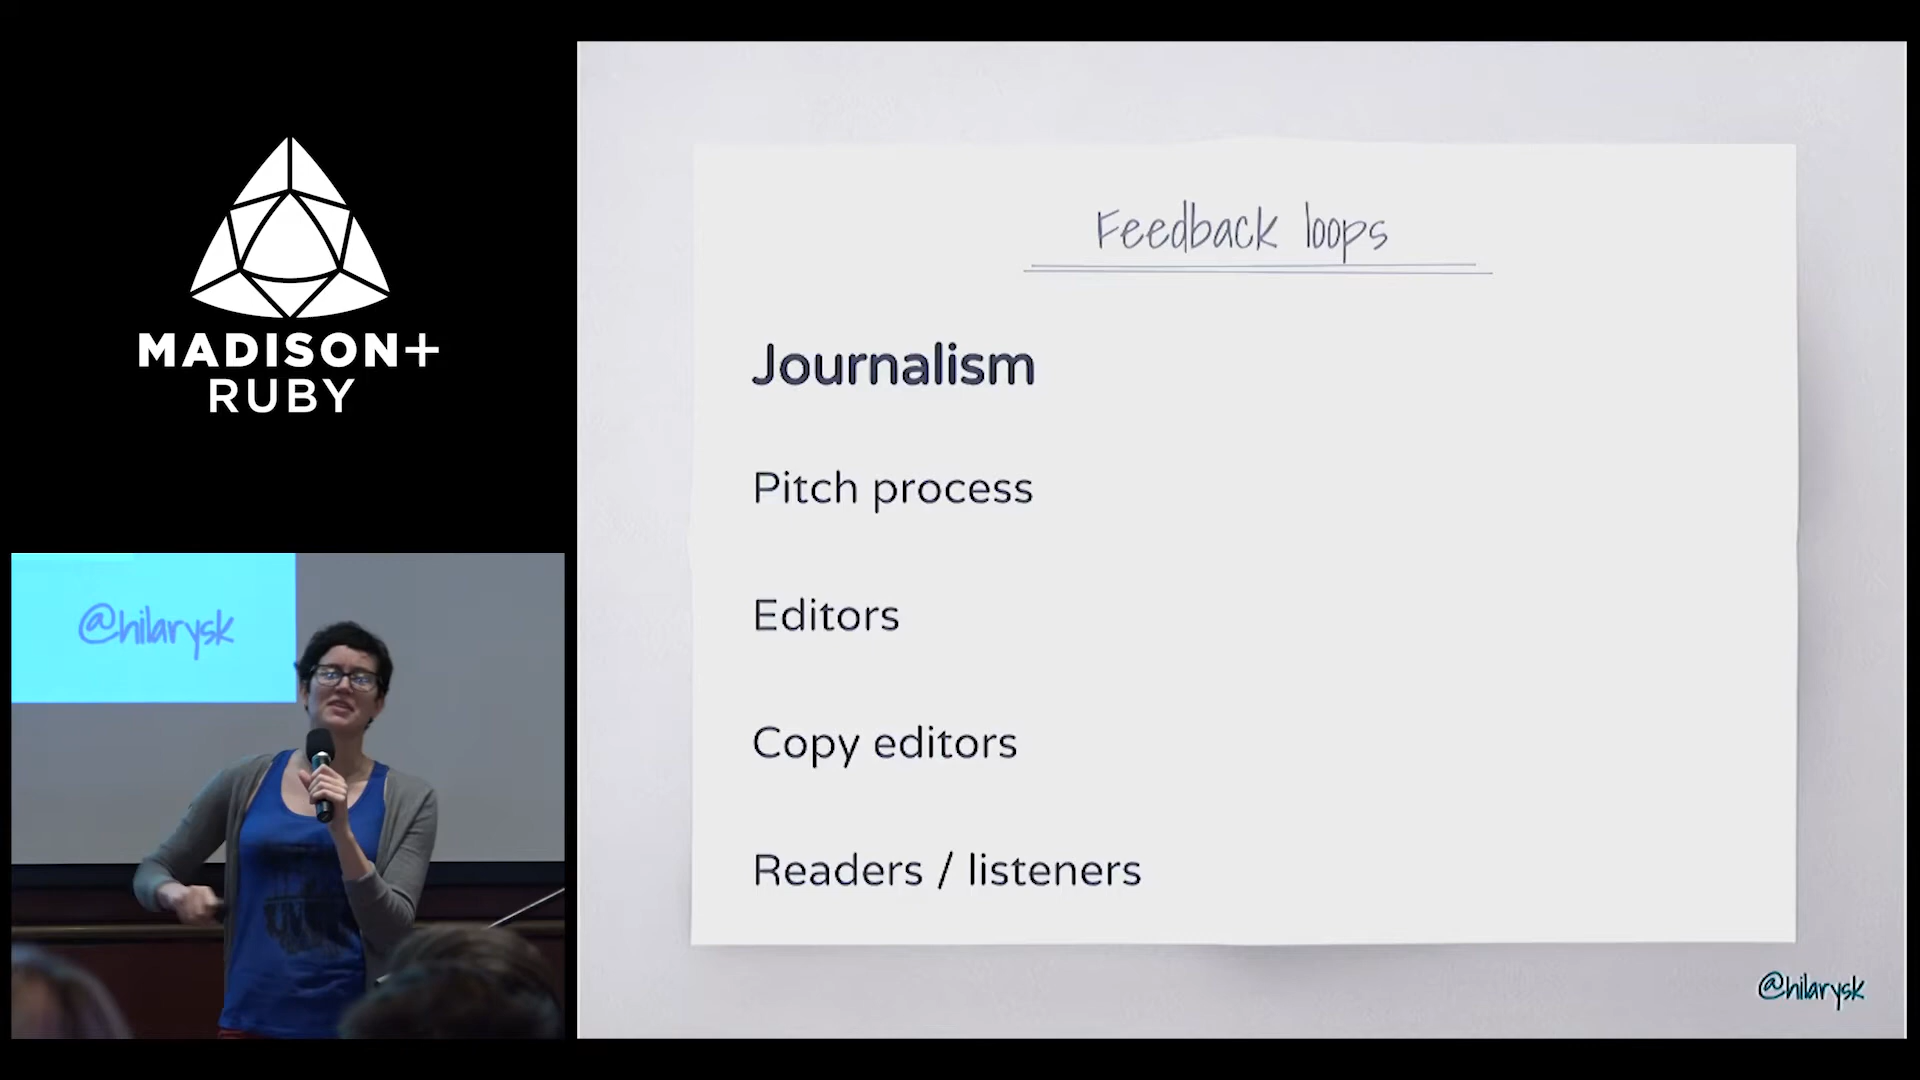 MADISON+
RUBY
@hilarysk
Feedback loops
Journalism
Pitch process
Editors
Copy editors
Readers / listeners
@hilarysk